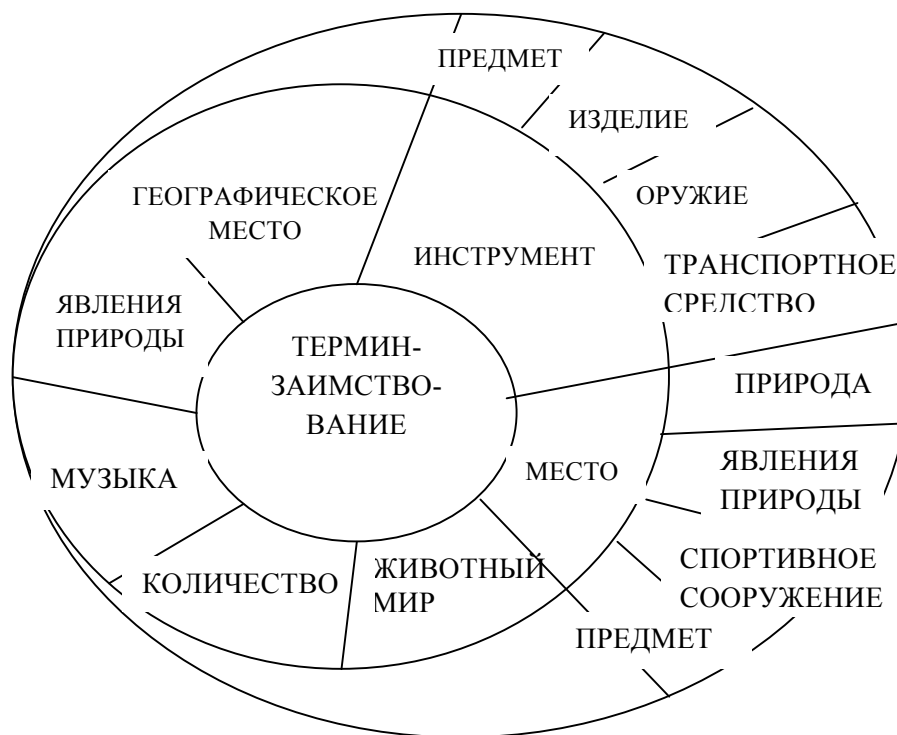 ПРЕДМЕТ
ИЗДЕЛИЕ
ОРУЖИЕ
ГЕОГРАФИЧЕСКОЕ
МЕСТО
ИНСТРУМЕНТ
ТРАНСПОРТНОЕ
СРЕДСТВО
ЯВЛЕНИЯ
ПРИРОДЫ
ТЕРМИН-
ЗАИМСТВО-
ВАНИЕ
ПРИРОДА
МУЗЫКА
МЕСТО
ЯВЛЕНИЯ
ПРИРОДЫ
КОЛИЧЕСТВО
ЖИВОТНЫЙ
МИР
СПОРТИВНОЕ
СООРУЖЕНИЕ
ПРЕДМЕТ